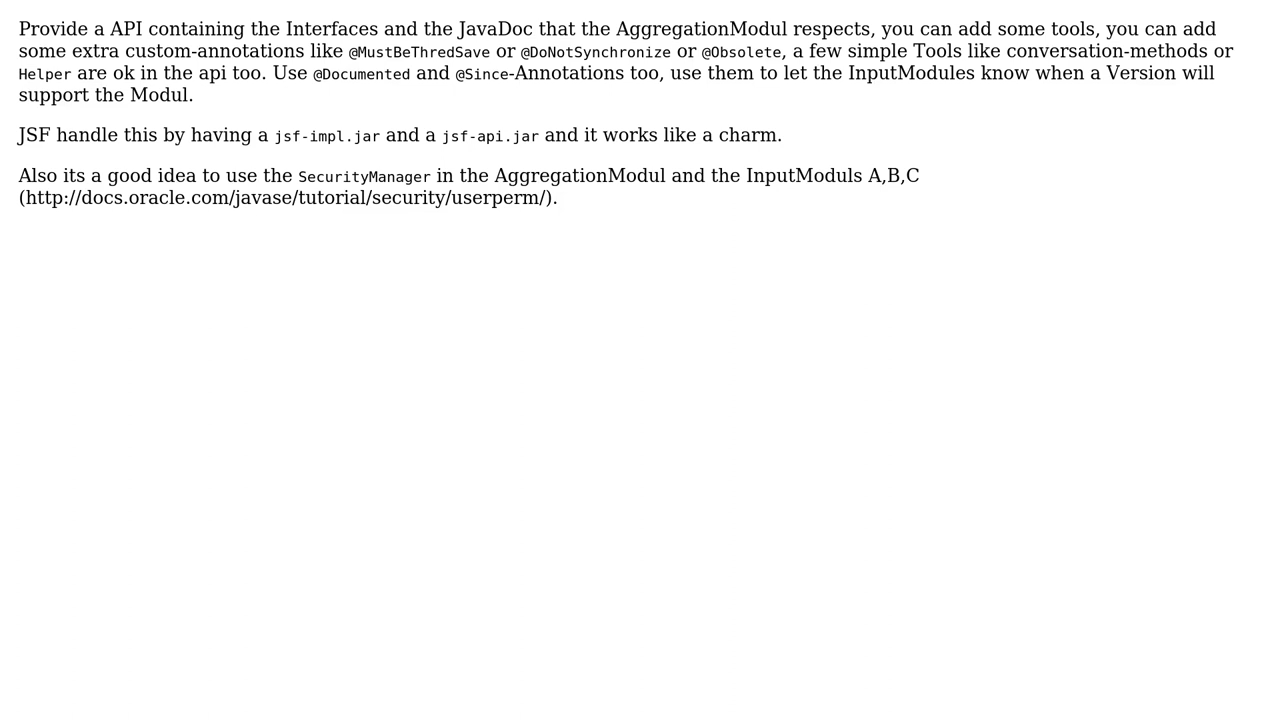 Provide a API containing the Interfaces and the JavaDoc that the AggregationModul respects, you can add some tools, you can add
some extra custom-annotations like @MustBeThredSave or @DoNotSynchronize or @Obsolete, a few simple Tools like conversation-methods or
Helper are ok in the api too. Use @Documented and @Since-Annotations too, use them to let the InputModules know when a Version will
support the Modul.
JSF handle this by having a jsf-impl.jar and a jsf-api.jar and it works like a charm.
Also its a good idea to use the SecurityManager in the AggregationModul and the InputModuls A,B,C
(http://docs.oracle.com/javase/tutorial/security/userperm/).